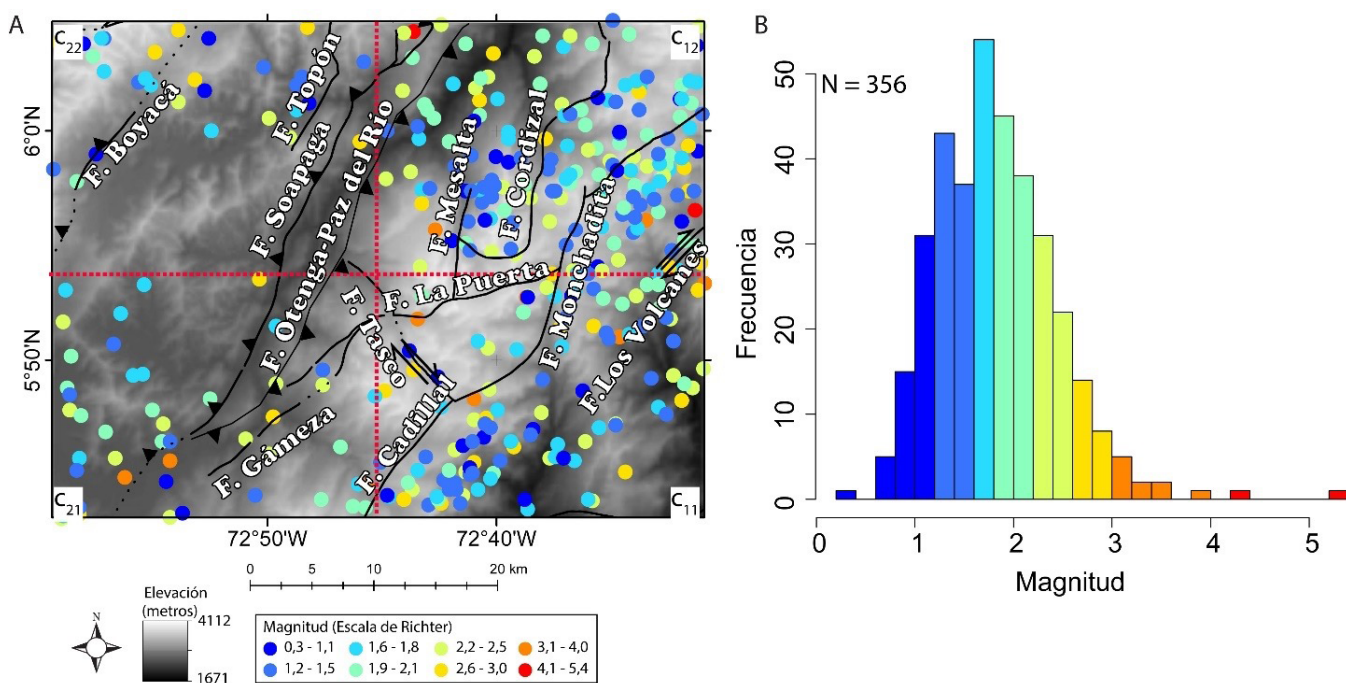 A
B
C22
C12
F. Boyacá
F. Topón
F. Soapaga
F. Otenga-Paz del Río
F. Mesalta
F. Cordizal
F. Monchadita
F. La Puerta
F. Tasco
F. Los Volcanes
F. Cadillal
F. Gámeza
C21
C11
6°0'N
5°50'N
72°50'W
72°40'W
0 5 10 20 km
N
Elevación
(metros)
4112
1671
Magnitud (Escala de Richter)
0,3 - 1,1 1,6 - 1,8 2,2 - 2,5 3,1 - 4,0
1,2 - 1,5 1,9 - 2,1 2,6 - 3,0 4,1 - 5,4
N = 356
Frecuencia
50
40
30
20
10
0
0 1 2 3 4 5
Magnitud